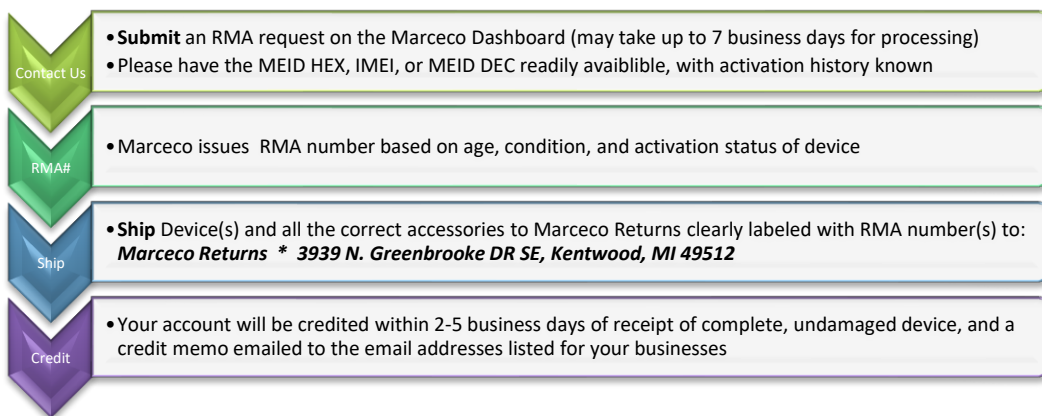 Contact Us
•Submit an RMA request on the Marceco Dashboard (may take up to 7 business days for processing)
•Please have the MEID HEX, IMEI, or MEID DEC readily avaiblible, with activation history known
RMA#
•Marceco issues  RMA number based on age, condition, and activation status of device
Ship
•Ship Device(s) and all the correct accessories to Marceco Returns clearly labeled with RMA number(s) to:
Marceco Returns  *  3939 N. Greenbrooke DR SE, Kentwood, MI 49512
Credit
•Your account will be credited within 2-5 business days of receipt of complete, undamaged device, and a
credit memo emailed to the email addresses listed for your businesses